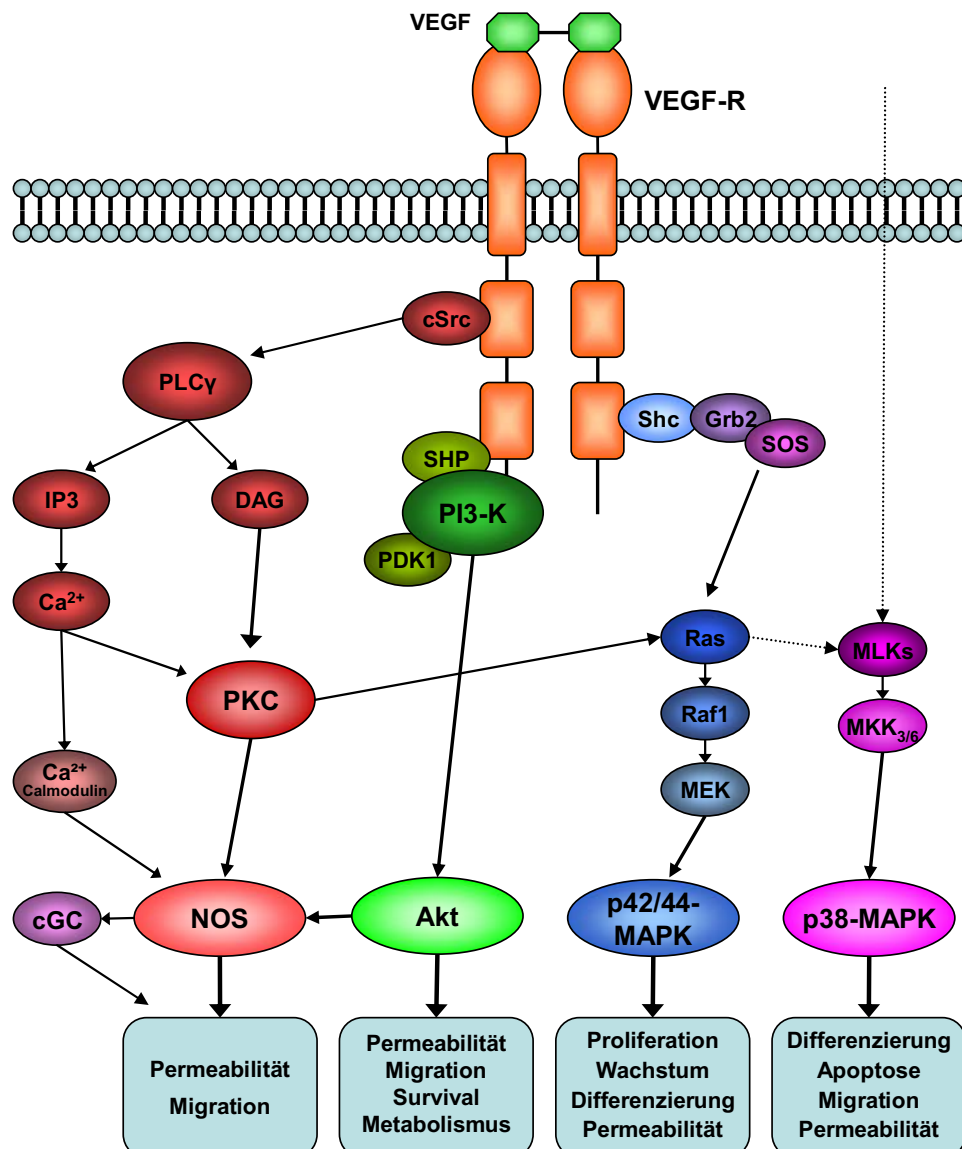 VEGF
VEGF-R
cSrc
PLCγ
Shc
Grb2
SOS
SHP
IP3
DAG
PI3-K
PDK1
Ca²⁺
Ras
MLKs
PKC
Raf1
MKK3/6
Ca²⁺
Calmodulin
MEK
cGC
NOS
Akt
p42/44-
MAPK
p38-MAPK
Permeabilität
Migration
Permeabilität
Migration
Survival
Metabolismus
Proliferation
Wachstum
Differenzierung
Permeabilität
Differenzierung
Apoptose
Migration
Permeabilität